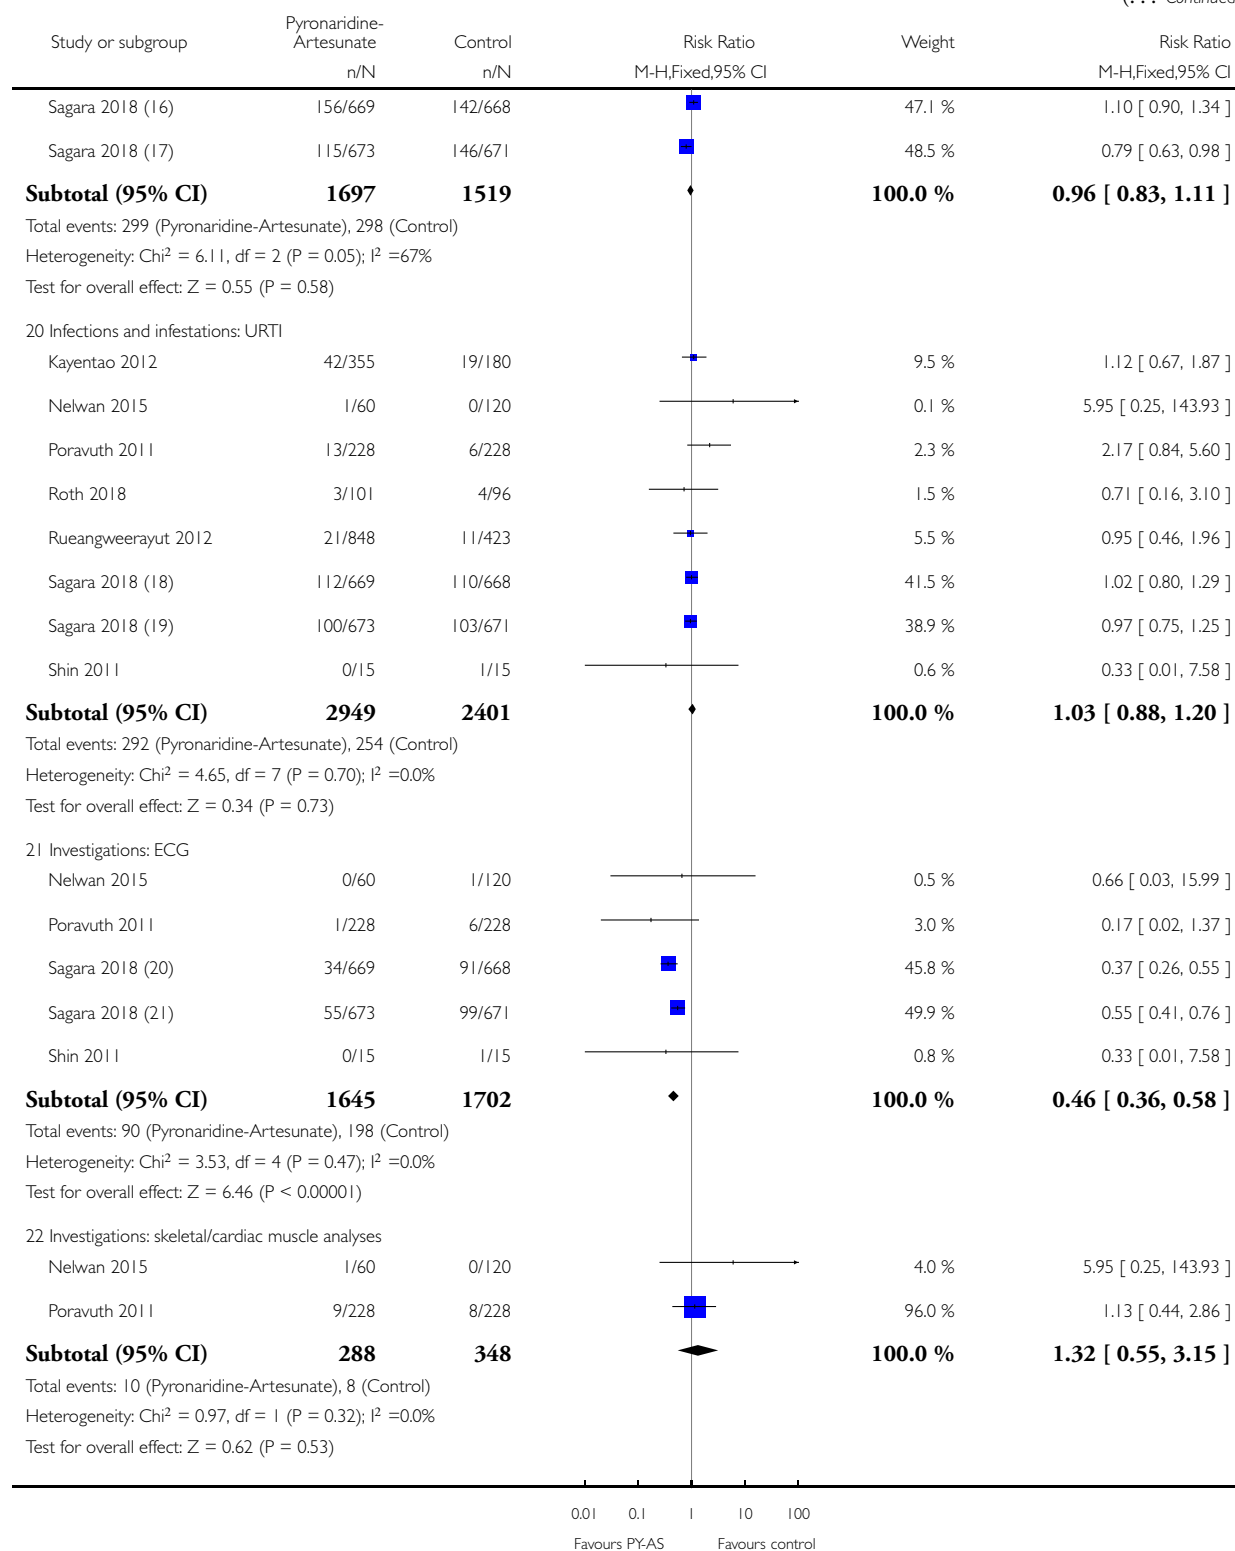 (. . . Continued
Pyronaridine-
Study or subgroup Artesunate Control Risk Ratio Weight Risk Ratio
n/N n/N M-H,Fixed,95% CI M-H,Fixed,95% CI
Sagara 2018 (16) 156/669 142/668 47.1 % 1.10 [ 0.90, 1.34 ]
Sagara 2018 (17) 115/673 146/671 48.5 % 0.79 [ 0.63, 0.98 ]
Subtotal (95% CI) 1697 1519 100.0 % 0.96 [ 0.83, 1.11 ]
Total events: 299 (Pyronaridine-Artesunate), 298 (Control)
Heterogeneity: Chi² = 6.11, df = 2 (P = 0.05); I² =67%
Test for overall effect: Z = 0.55 (P = 0.58)
20 Infections and infestations: URTI
Kayentao 2012 42/355 19/180 9.5 % 1.12 [ 0.67, 1.87 ]
Nelwan 2015 1/60 0/120 0.1 % 5.95 [ 0.25, 143.93 ]
Poravuth 2011 13/228 6/228 2.3 % 2.17 [ 0.84, 5.60 ]
Roth 2018 3/101 4/96 1.5 % 0.71 [ 0.16, 3.10 ]
Rueangweerayut 2012 21/848 11/423 5.5 % 0.95 [ 0.46, 1.96 ]
Sagara 2018 (18) 112/669 110/668 41.5 % 1.02 [ 0.80, 1.29 ]
Sagara 2018 (19) 100/673 103/671 38.9 % 0.97 [ 0.75, 1.25 ]
Shin 2011 0/15 1/15 0.6 % 0.33 [ 0.01, 7.58 ]
Subtotal (95% CI) 2949 2401 100.0 % 1.03 [ 0.88, 1.20 ]
Total events: 292 (Pyronaridine-Artesunate), 254 (Control)
Heterogeneity: Chi² = 4.65, df = 7 (P = 0.70); I² =0.0%
Test for overall effect: Z = 0.34 (P = 0.73)
21 Investigations: ECG
Nelwan 2015 0/60 1/120 0.5 % 0.66 [ 0.03, 15.99 ]
Poravuth 2011 1/228 6/228 3.0 % 0.17 [ 0.02, 1.37 ]
Sagara 2018 (20) 34/669 91/668 45.8 % 0.37 [ 0.26, 0.55 ]
Sagara 2018 (21) 55/673 99/671 49.9 % 0.55 [ 0.41, 0.76 ]
Shin 2011 0/15 1/15 0.8 % 0.33 [ 0.01, 7.58 ]
Subtotal (95% CI) 1645 1702 100.0 % 0.46 [ 0.36, 0.58 ]
Total events: 90 (Pyronaridine-Artesunate), 198 (Control)
Heterogeneity: Chi² = 3.53, df = 4 (P = 0.47); I² =0.0%
Test for overall effect: Z = 6.46 (P < 0.00001)
22 Investigations: skeletal/cardiac muscle analyses
Nelwan 2015 1/60 0/120 4.0 % 5.95 [ 0.25, 143.93 ]
Poravuth 2011 9/228 8/228 96.0 % 1.13 [ 0.44, 2.86 ]
Subtotal (95% CI) 288 348 100.0 % 1.32 [ 0.55, 3.15 ]
Total events: 10 (Pyronaridine-Artesunate), 8 (Control)
Heterogeneity: Chi² = 0.97, df = 1 (P = 0.32); I² =0.0%
Test for overall effect: Z = 0.62 (P = 0.53)
0.01 0.1 1 10 100
Favours PY-AS Favours control